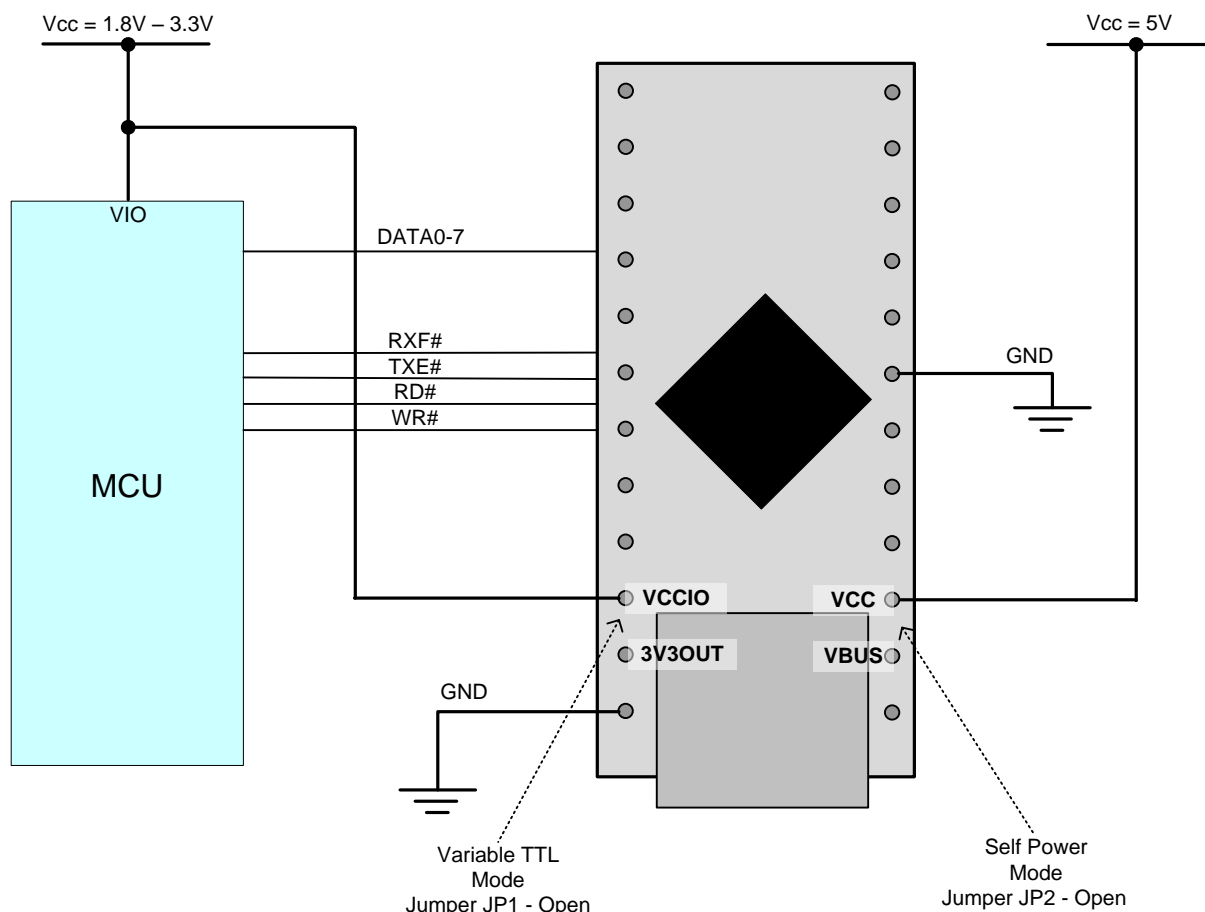 Vcc = 1.8V – 3.3V
Vcc = 5V
VIO
DATA0-7
RXF#
TXE#
RD#
WR#
GND
MCU
VCCIO
VCC
3V3OUT
VBUS
GND
Variable TTL
Mode
Jumper JP1 - Open
Self Power
Mode
Jumper JP2 - Open